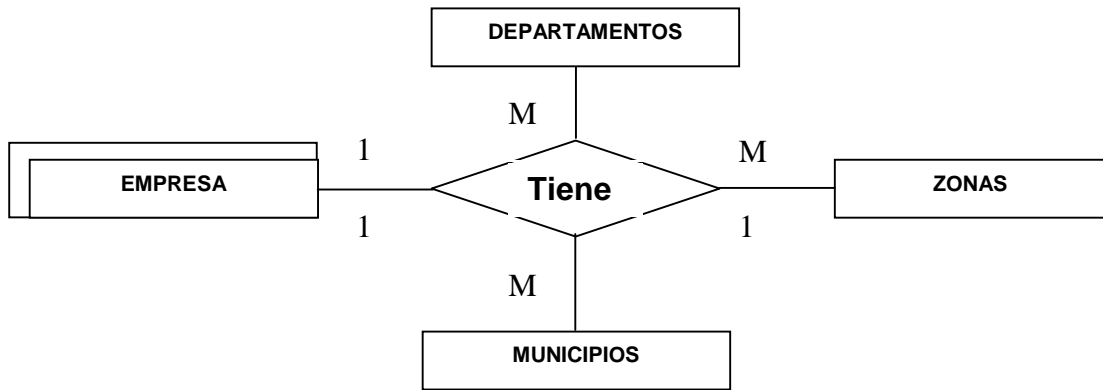 DEPARTAMENTOS
M
1
M
EMPRESA
Tiene
ZONAS
1
1
M
MUNICIPIOS